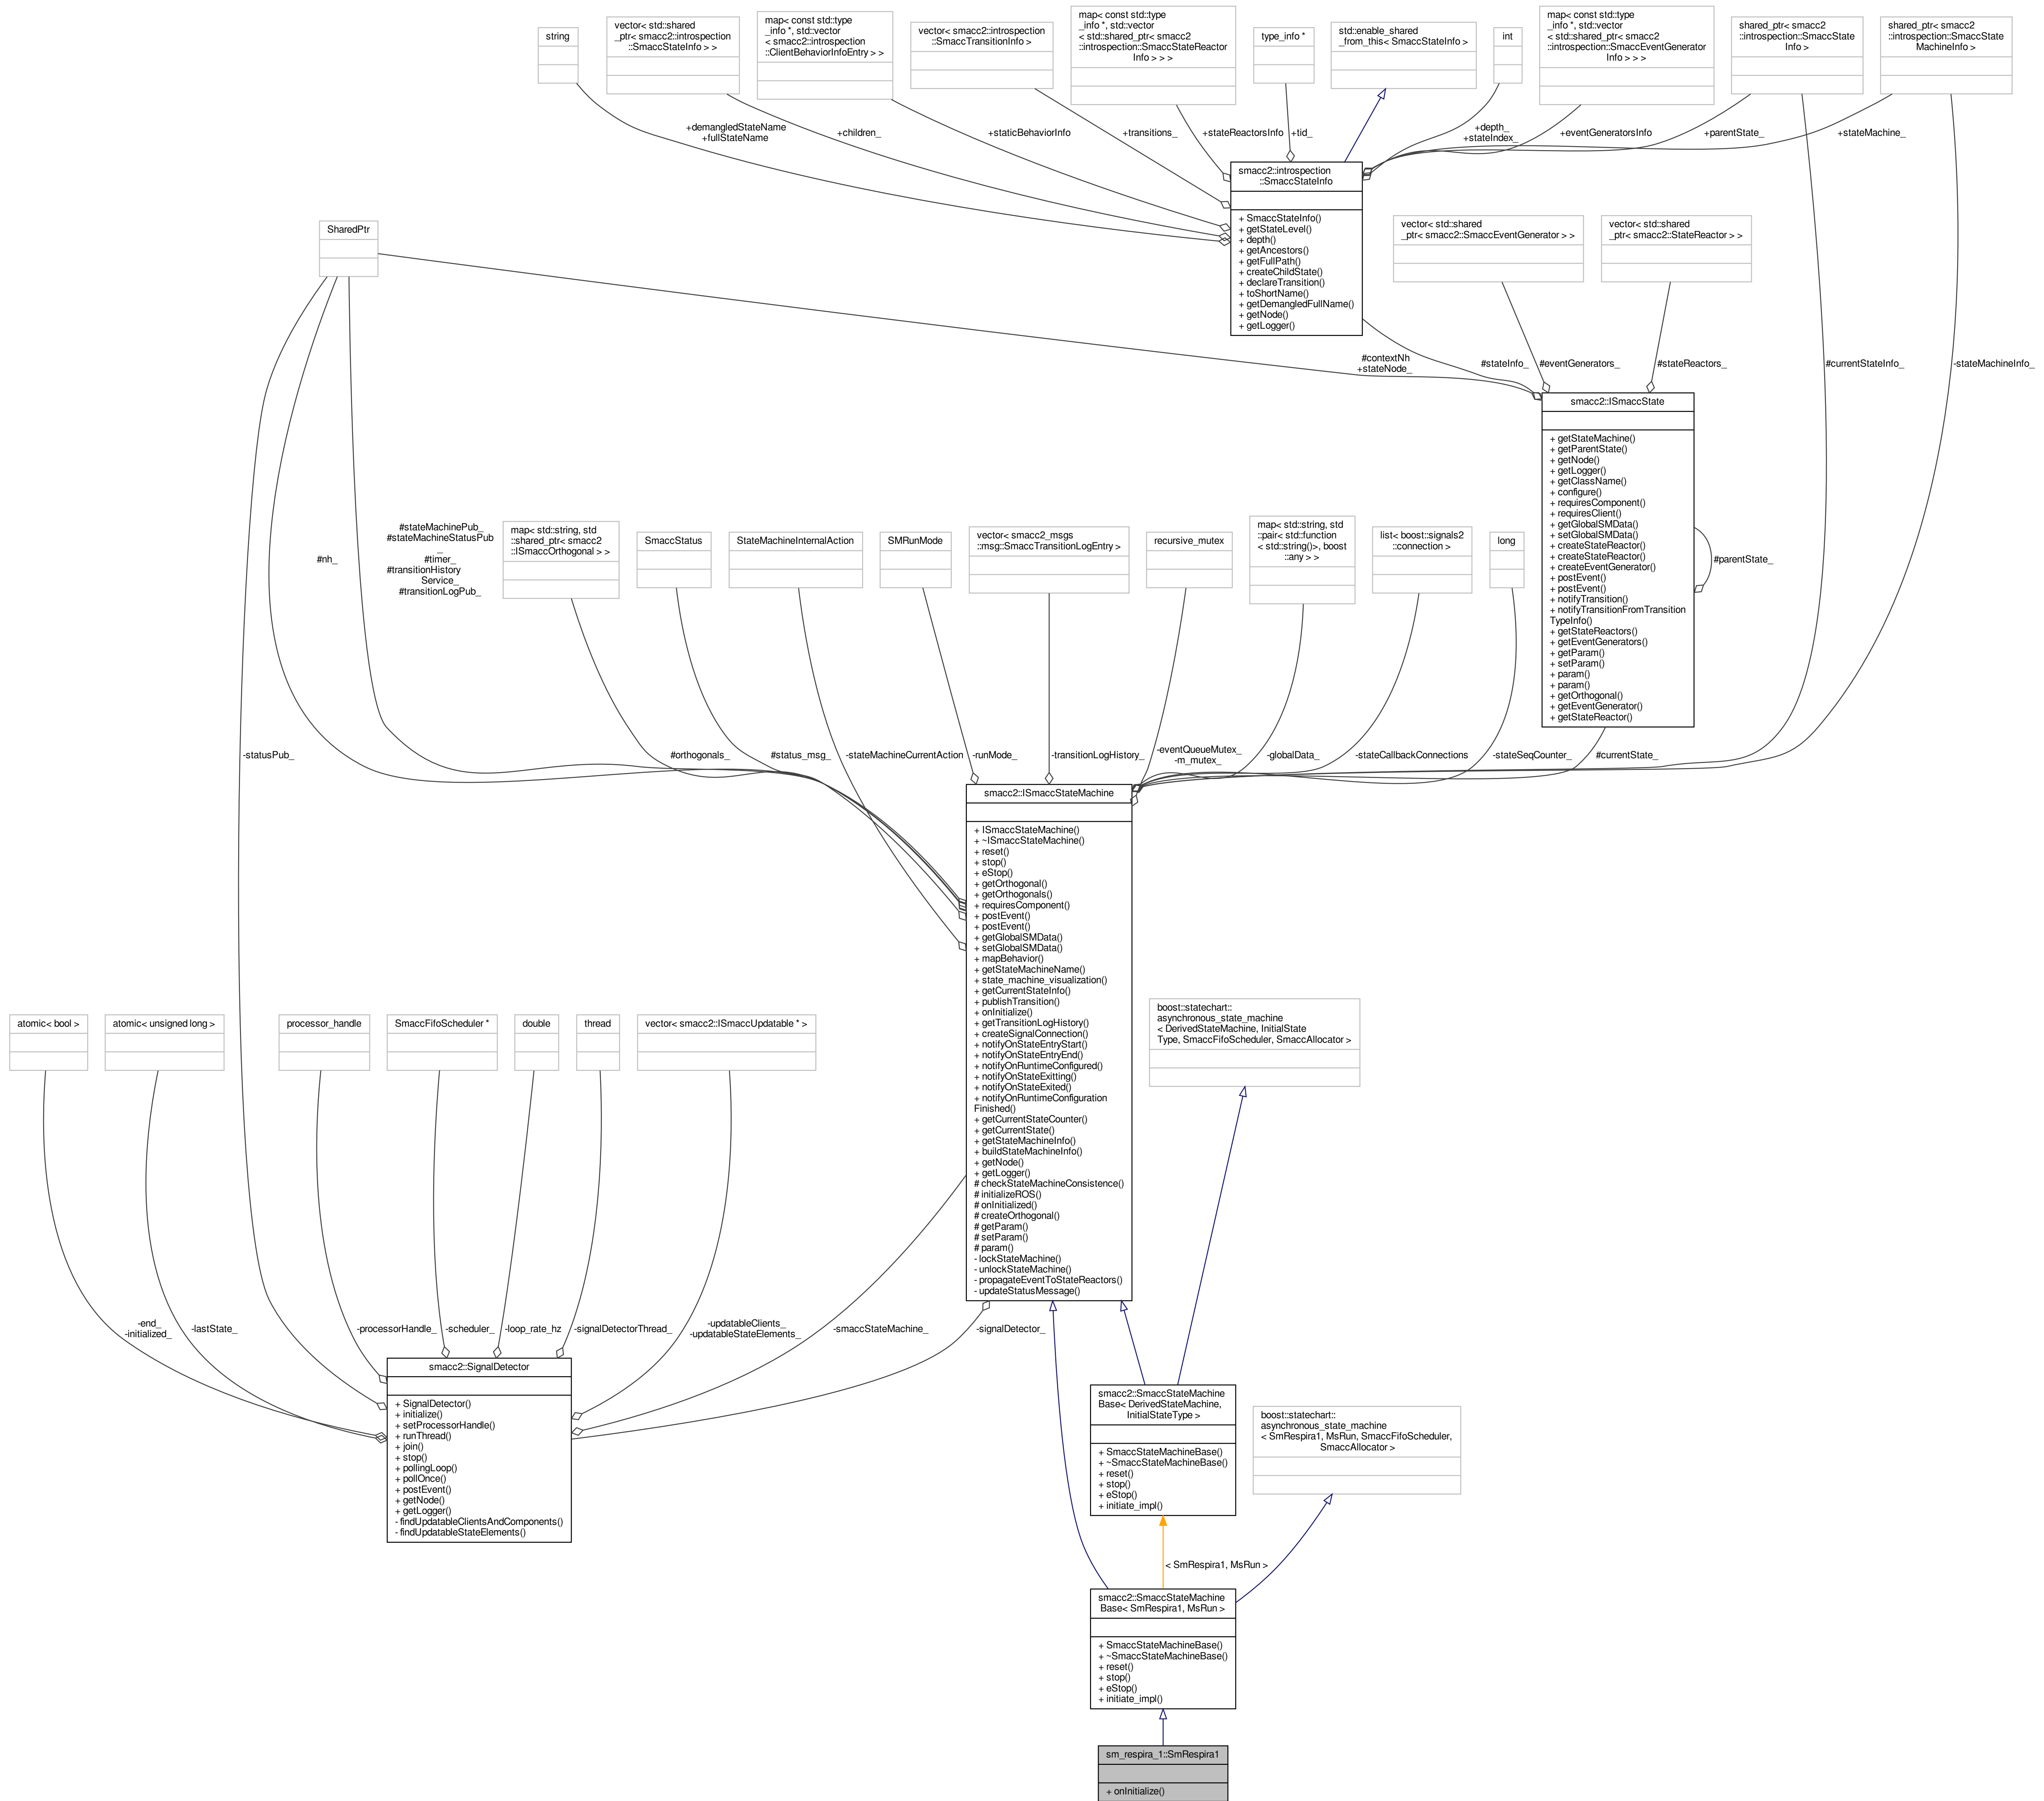 string
vector< std::shared
_ptr< smacc2::introspection
::SmaccStateInfo > >
map< const std::type
_info *, std::vector
< smacc2::introspection
::ClientBehaviorInfoEntry > >
vector< smacc2::introspection
::SmaccTransitionInfo >
map< const std::type
_info *, std::vector
< std::shared_ptr< smacc2
::introspection::SmaccStateReactor
Info > > >
type_info *
std::enable_shared
_from_this< SmaccStateInfo >
int
map< const std::type
_info *, std::vector
< std::shared_ptr< smacc2
::introspection::SmaccEventGenerator
Info > > >
shared_ptr< smacc2
::introspection::SmaccState
Info >
shared_ptr< smacc2
::introspection::SmaccState
MachineInfo >
+demangledStateName
+fullStateName
+children_
+staticBehaviorInfo
+transitions_
+stateReactorsInfo
+tid_
+depth_
+stateIndex_
+eventGeneratorsInfo
+parentState_
+stateMachine_
smacc2::introspection
::SmaccStateInfo
+ SmaccStateInfo()
+ getStateLevel()
+ depth()
+ getAncestors()
+ getFullPath()
+ createChildState()
+ declareTransition()
+ toShortName()
+ getDemangledFullName()
+ getNode()
+ getLogger()
SharedPtr
vector< std::shared
_ptr< smacc2::SmaccEventGenerator > >
vector< std::shared
_ptr< smacc2::StateReactor > >
#contextNh
+stateNode_
#stateInfo_
#eventGenerators_
#stateReactors_
#currentStateInfo_
-stateMachineInfo_
smacc2::ISmaccState
+ getStateMachine()
+ getParentState()
+ getNode()
+ getLogger()
+ getClassName()
+ configure()
+ requiresComponent()
+ requiresClient()
+ getGlobalSMData()
+ setGlobalSMData()
+ createStateReactor()
+ createStateReactor()
+ createEventGenerator()
+ postEvent()
+ postEvent()
+ notifyTransition()
+ notifyTransitionFromTransition
TypeInfo()
+ getStateReactors()
+ getEventGenerators()
+ getParam()
+ setParam()
+ param()
+ param()
+ getOrthogonal()
+ getEventGenerator()
+ getStateReactor()
#parentState_
#nh_
#stateMachinePub_
#stateMachineStatusPub
_
#timer_
#transitionHistory
Service_
#transitionLogPub_
map< std::string, std
::shared_ptr< smacc2
::ISmaccOrthogonal > >
SmaccStatus
StateMachineInternalAction
SMRunMode
vector< smacc2_msgs
::msg::SmaccTransitionLogEntry >
recursive_mutex
map< std::string, std
::pair< std::function
< std::string()>, boost
::any > >
list< boost::signals2
::connection >
long
-statusPub_
#orthogonals_
#status_msg_
-stateMachineCurrentAction
-runMode_
-transitionLogHistory_
-eventQueueMutex_
-m_mutex_
-globalData_
-stateCallbackConnections
-stateSeqCounter_
#currentState_
smacc2::ISmaccStateMachine
+ ISmaccStateMachine()
+ ~ISmaccStateMachine()
+ reset()
+ stop()
+ eStop()
+ getOrthogonal()
+ getOrthogonals()
+ requiresComponent()
+ postEvent()
+ postEvent()
+ getGlobalSMData()
+ setGlobalSMData()
+ mapBehavior()
+ getStateMachineName()
+ state_machine_visualization()
+ getCurrentStateInfo()
+ publishTransition()
+ onInitialize()
+ getTransitionLogHistory()
+ createSignalConnection()
+ notifyOnStateEntryStart()
+ notifyOnStateEntryEnd()
+ notifyOnRuntimeConfigured()
+ notifyOnStateExitting()
+ notifyOnStateExited()
+ notifyOnRuntimeConfiguration
Finished()
+ getCurrentStateCounter()
+ getCurrentState()
+ getStateMachineInfo()
+ buildStateMachineInfo()
+ getNode()
+ getLogger()
# checkStateMachineConsistence()
# initializeROS()
# onInitialized()
# createOrthogonal()
# getParam()
# setParam()
# param()
- lockStateMachine()
- unlockStateMachine()
- propagateEventToStateReactors()
- updateStatusMessage()
atomic< bool >
atomic< unsigned long >
processor_handle
SmaccFifoScheduler *
double
thread
vector< smacc2::ISmaccUpdatable * >
boost::statechart::
asynchronous_state_machine
< DerivedStateMachine, InitialState
Type, SmaccFifoScheduler, SmaccAllocator >
-end_
-initialized_
-lastState_
-processorHandle_
-scheduler_
-loop_rate_hz
-signalDetectorThread_
-updatableClients_
-updatableStateElements_
-smaccStateMachine_
-signalDetector_
smacc2::SignalDetector
+ SignalDetector()
+ initialize()
+ setProcessorHandle()
+ runThread()
+ join()
+ stop()
+ pollingLoop()
+ pollOnce()
+ postEvent()
+ getNode()
+ getLogger()
- findUpdatableClientsAndComponents()
- findUpdatableStateElements()
smacc2::SmaccStateMachine
Base< DerivedStateMachine,
InitialStateType >
+ SmaccStateMachineBase()
+ ~SmaccStateMachineBase()
+ reset()
+ stop()
+ eStop()
+ initiate_impl()
boost::statechart::
asynchronous_state_machine
< SmRespira1, MsRun, SmaccFifoScheduler,
SmaccAllocator >
< SmRespira1, MsRun >
smacc2::SmaccStateMachine
Base< SmRespira1, MsRun >
+ SmaccStateMachineBase()
+ ~SmaccStateMachineBase()
+ reset()
+ stop()
+ eStop()
+ initiate_impl()
sm_respira_1::SmRespira1
+ onInitialize()